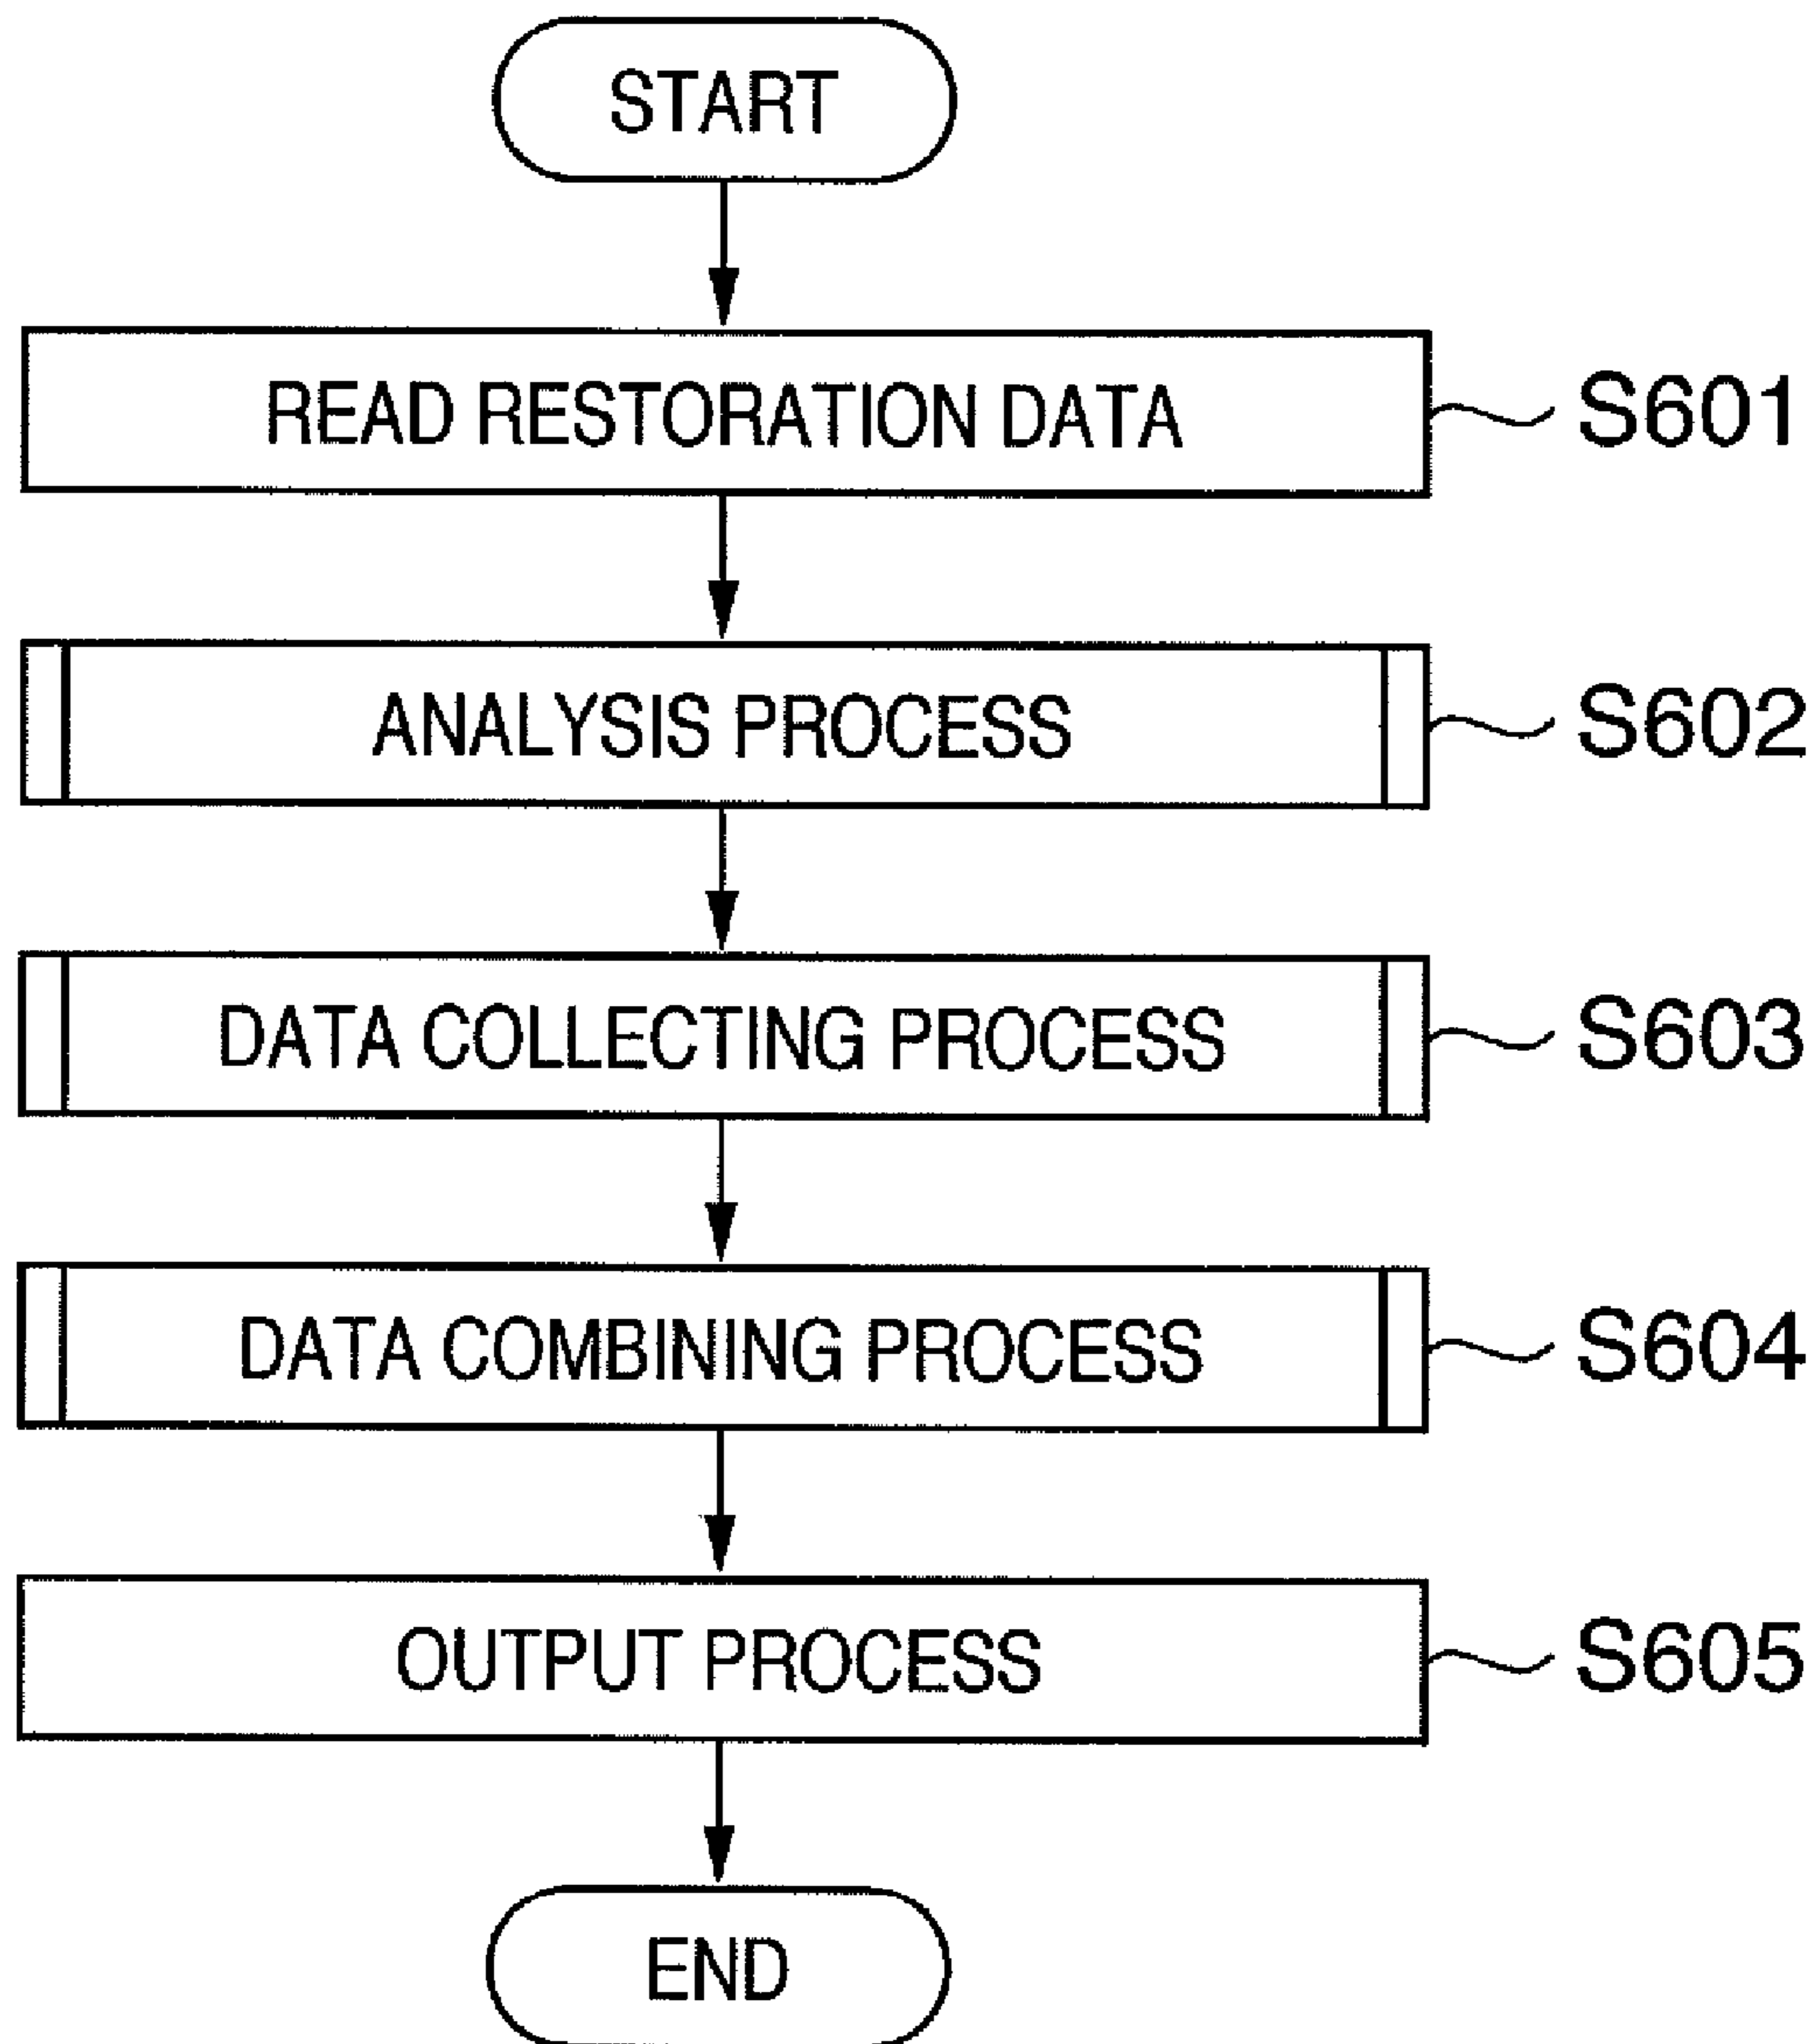 START
READ RESTORATION DATA S601
ANALYSIS PROCESS S602
DATA COLLECTING PROCESS S603
DATA COMBINING PROCESS S604
OUTPUT PROCESS S605
END